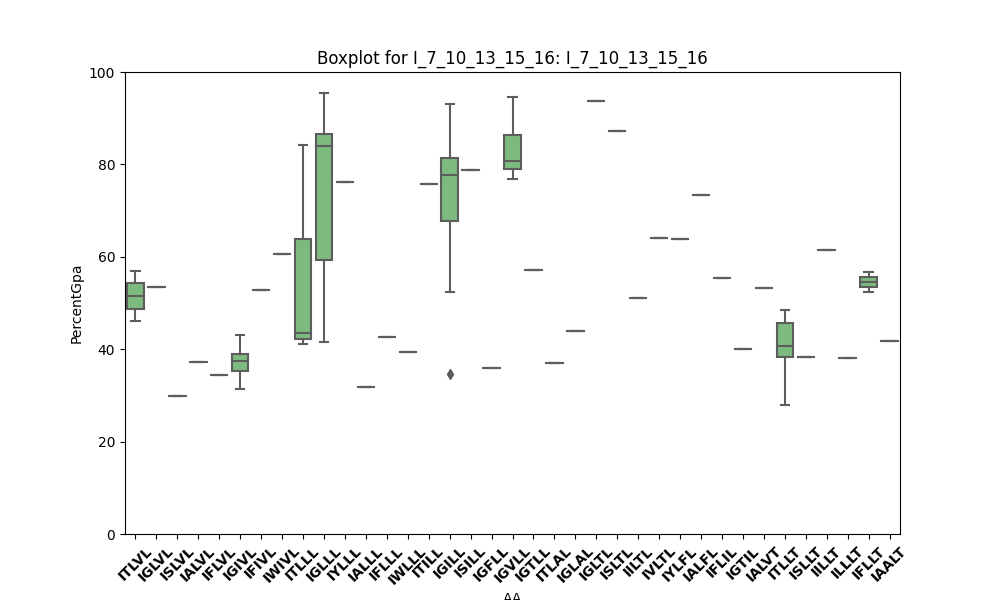 Boxplot for I_7_10_13_15_16: I_7_10_13_15_16
PercentGpa
100
80
60
40
20
0
ITLVL
IGLVL
ISLVL
IALVL
IFLVL
IGIVL
IFIVL
IWIVL
ITLLL
IGLLL
IYLLL
IALLL
IFLLL
IWLLL
ITILL
IGILL
ISILL
IGFLL
IGVLL
IGTLL
ITLAL
IGLAL
IGLTL
ISLTL
IILTL
IVLTL
IYLFL
IALFL
IFLIL
IGTIL
IALVT
ITLLT
ISLLT
IILLT
ILLLT
IFLLT
IAALT
AA